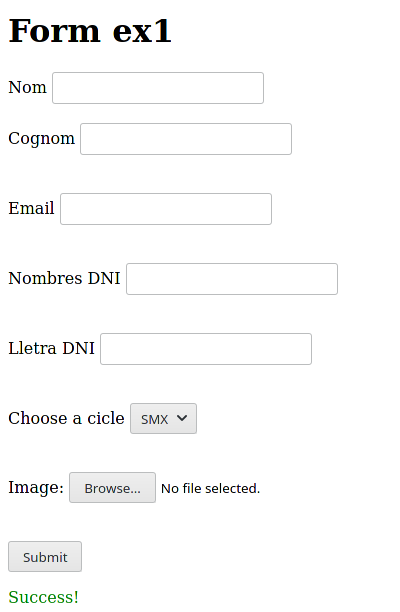 Form ex1
Nom
Cognom
Email
Nombres DNI
Lletra DNI
Choose a cicle SMX
Image: Browse... No file selected.
Submit
Success!